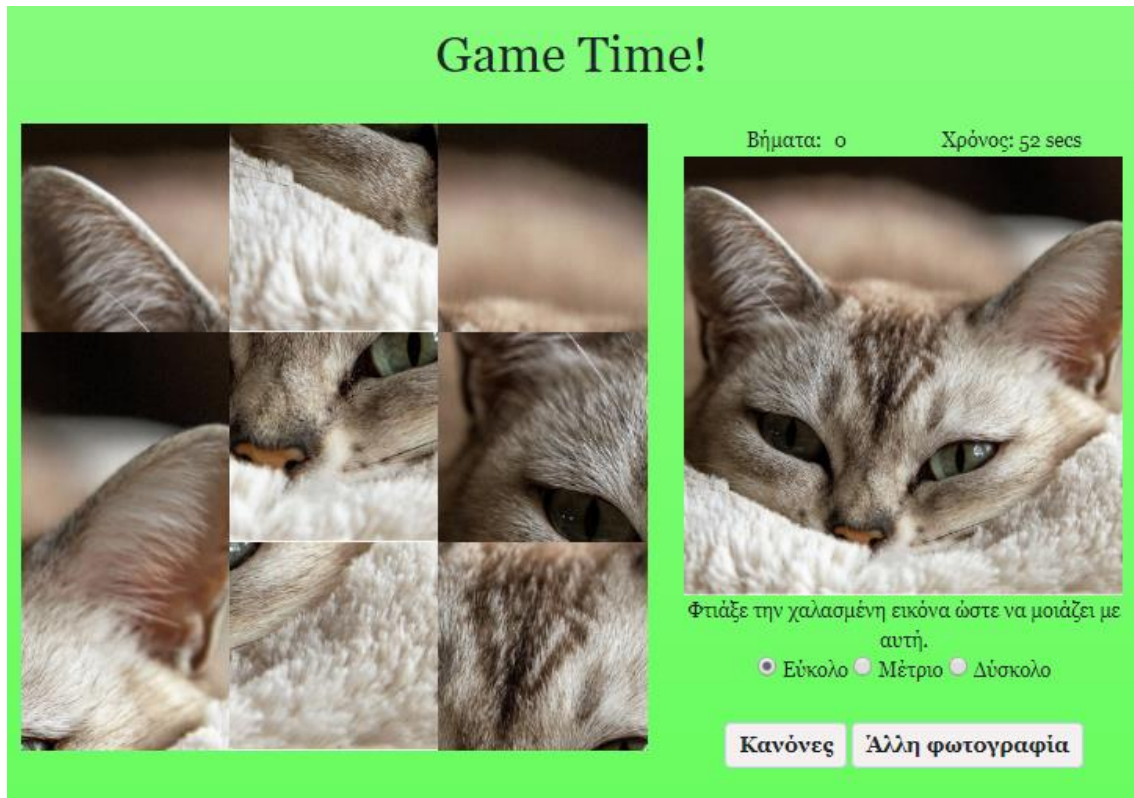 Game Time!
Βήματα: 0 Χρόνος: 52 secs
Φτιάξε την χαλασμένη εικόνα ώστε να μοιάζει με
αυτή.
Εύκολο Μέτριο Δύσκολο
Κανόνες Άλλη φωτογραφία